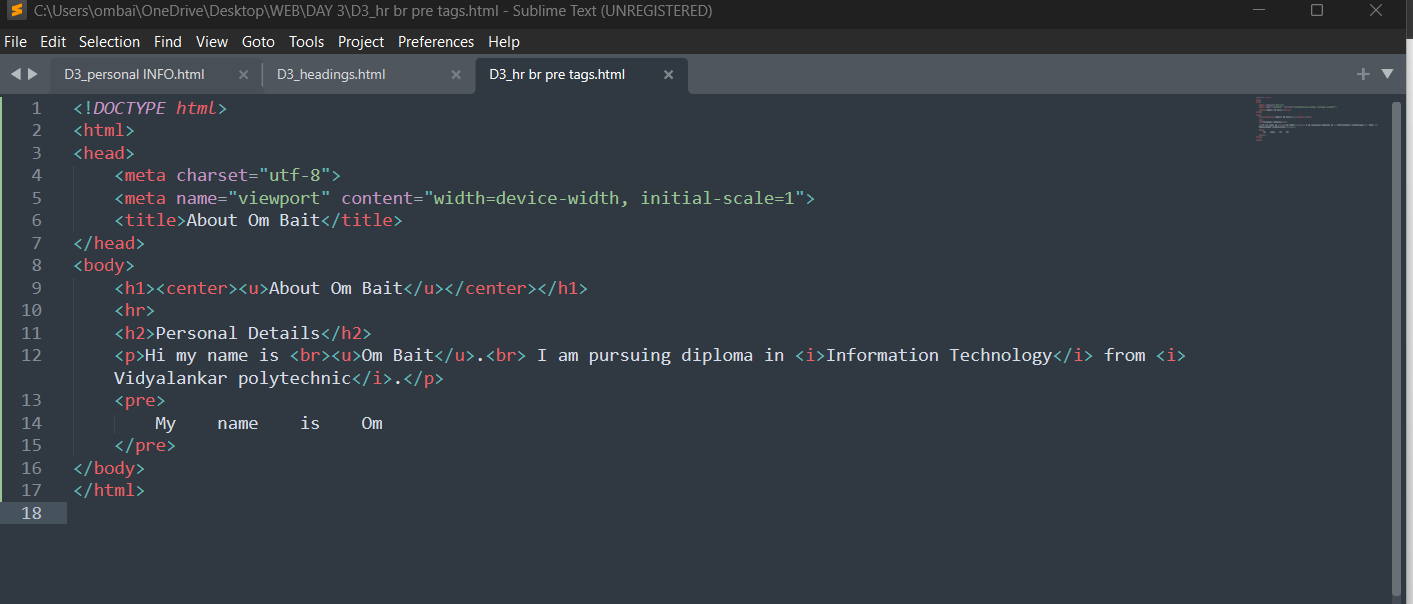 C:\Users\ombai\OneDrive\Desktop\WEB\DAY 3\D3_hr br pre tags.html - Sublime Text (UNREGISTERED)
File Edit Selection Find View Goto Tools Project Preferences Help
D3_personal INFO.html × D3_headings.html × D3_hr br pre tags.html ×
1 <!DOCTYPE html>
2 <html>
3 <head>
4     <meta charset="utf-8">
5     <meta name="viewport" content="width=device-width, initial-scale=1">
6     <title>About Om Bait</title>
7 </head>
8 <body>
9     <h1><center><u>About Om Bait</u></center></h1>
10     <hr>
11     <h2>Personal Details</h2>
12     <p>Hi my name is <br><u>Om Bait</u>.<br> I am pursuing diploma in <i>Information Technology</i> from <i>
Vidyalankar polytechnic</i>.</p>
13     <pre>
14         My    name    is    Om
15     </pre>
16 </body>
17 </html>
18